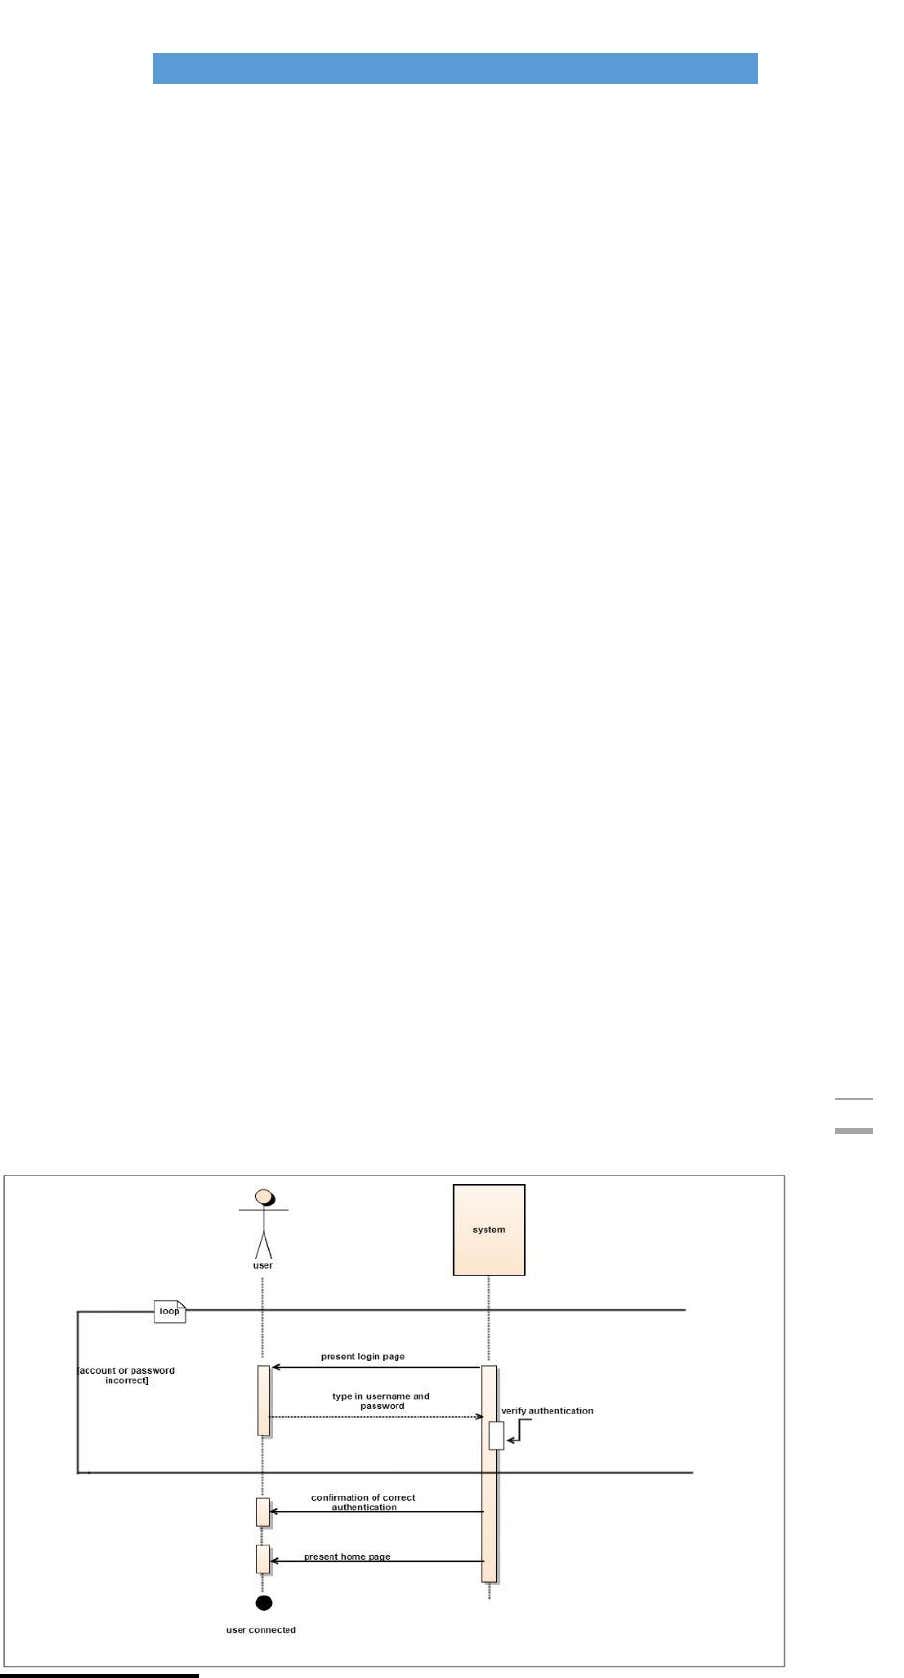 system
user
loop
present login page
[account or password
incorrect]
type in username and
password
verify authentication
confirmation of correct
authentication
present home page
user connected